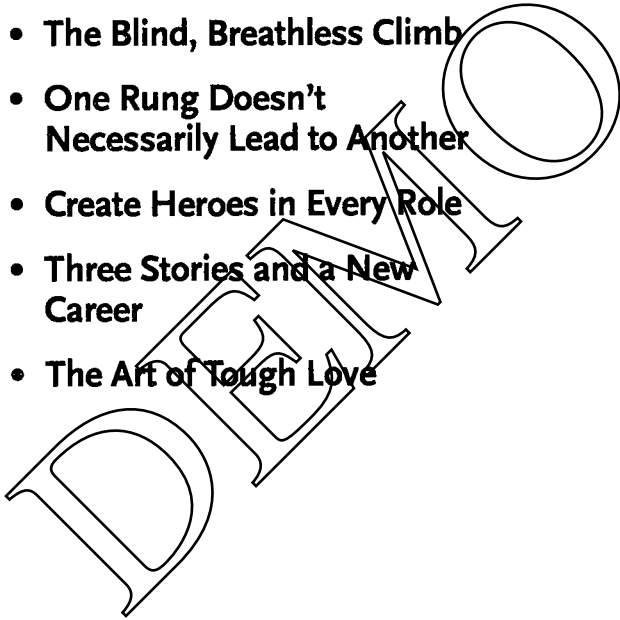 • The Blind, Breathless Climb
• One Rung Doesn't
Necessarily Lead to Another
• Create Heroes in Every Role
• Three Stories and a New
Career
• The Art of Tough Love
DEMO